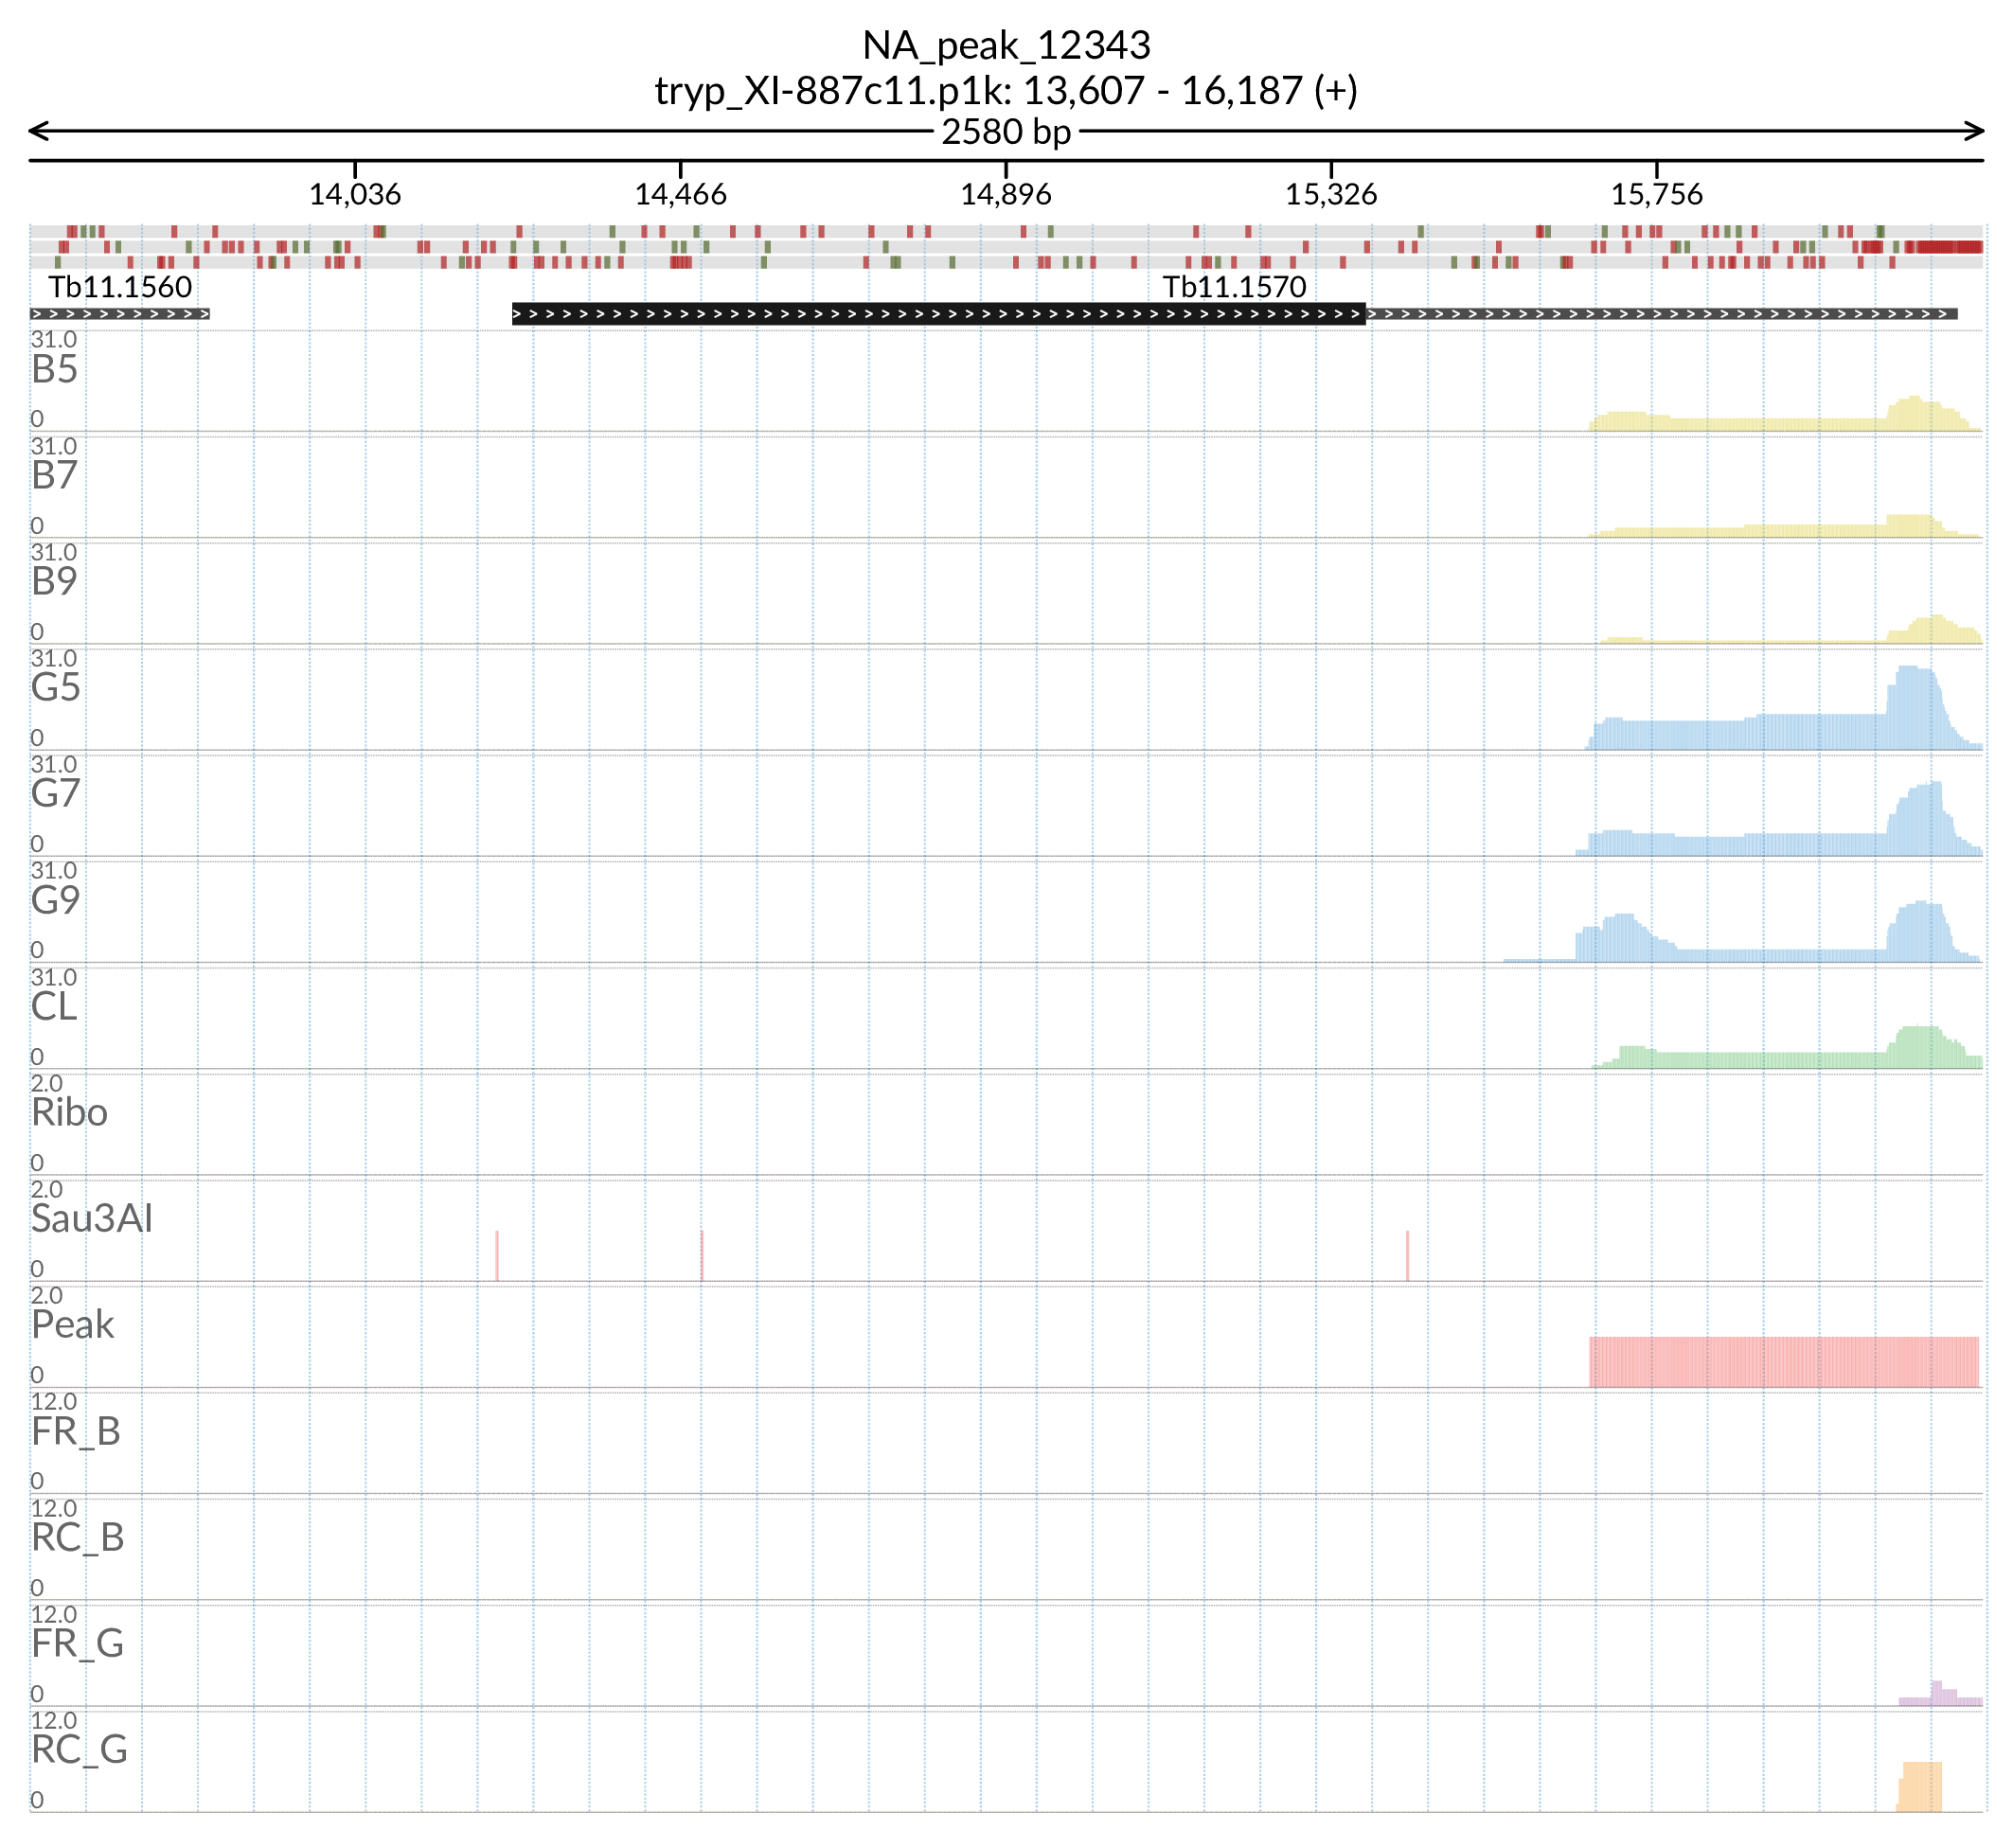 NA_peak_12343
tryp_XI-887c11.p1k: 13,607 - 16,187 (+)
2580 bp
14,036 14,466 14,896 15,326 15,756
Tb11.1560 Tb11.1570
31.0
B5
0
31.0
B7
0
31.0
B9
0
31.0
G5
0
31.0
G7
0
31.0
G9
0
31.0
CL
0
2.0
Ribo
0
2.0
Sau3AI
0
2.0
Peak
0
12.0
FR_B
0
12.0
RC_B
0
12.0
FR_G
0
12.0
RC_G
0